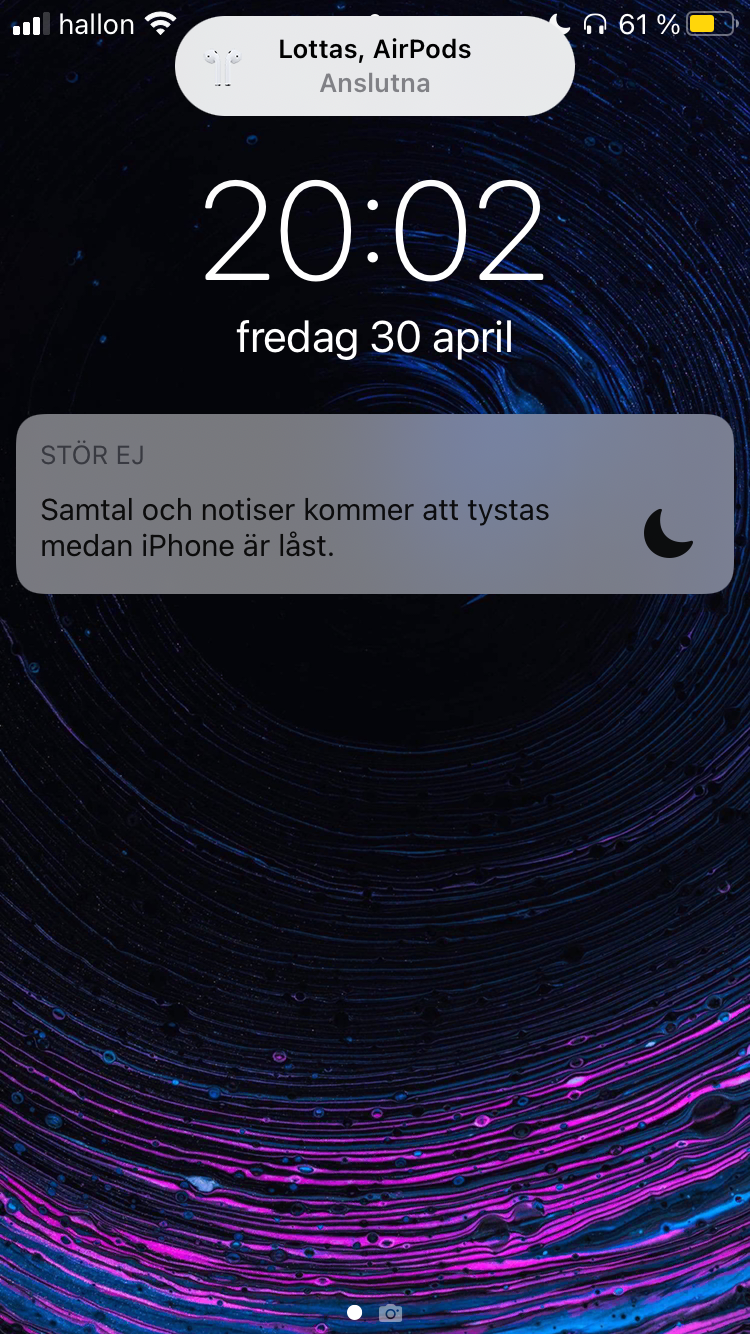 hallon 61 %
Lottas, AirPods
Anslutna
20:02
fredag 30 april
STÖR EJ
Samtal och notiser kommer att tystas
medan iPhone är låst.